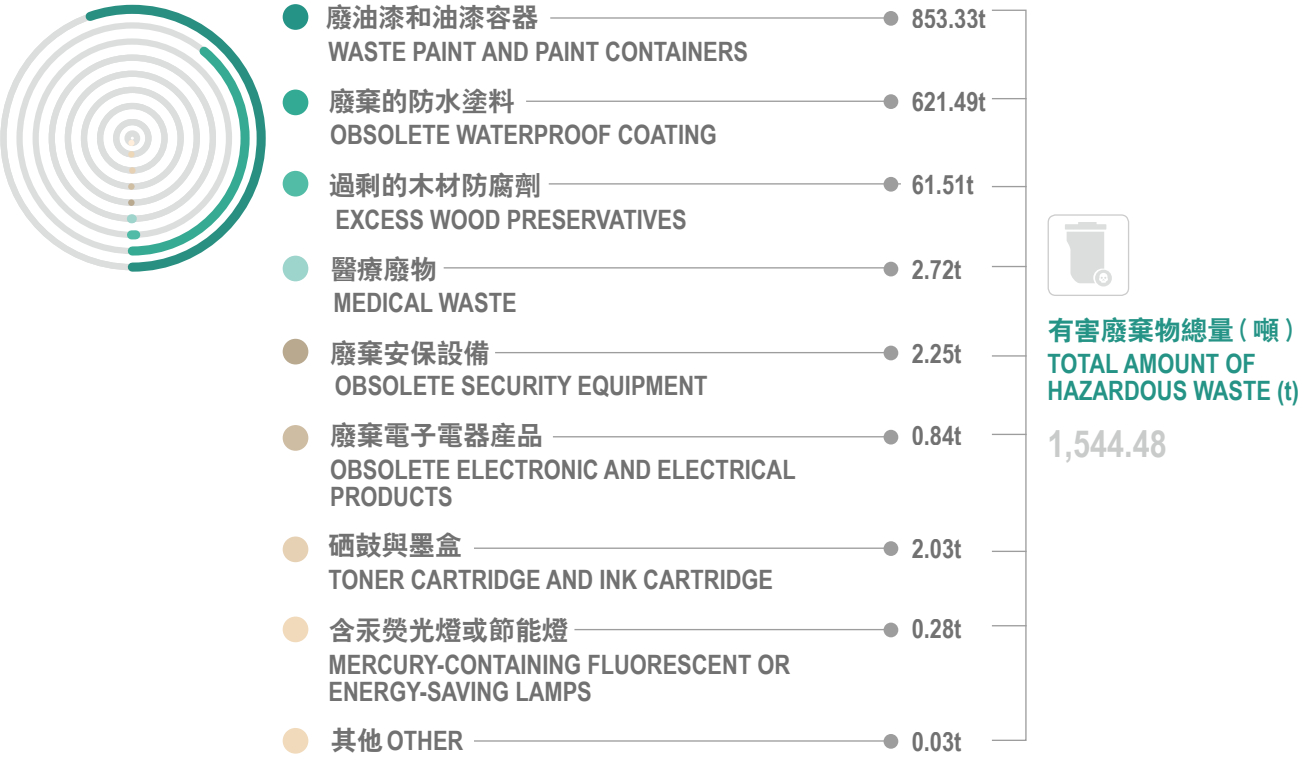 廢油漆和油漆容器
853.33t
WASTE PAINT AND PAINT CONTAINERS
廢棄的防水塗料
621.49t
OBSOLETE WATERPROOF COATING
過剩的木材防腐劑
61.51t
EXCESS WOOD PRESERVATIVES
醫療廢物
2.72t
MEDICAL WASTE
廢棄安保設備
2.25t
OBSOLETE SECURITY EQUIPMENT
廢棄電子電器産品
0.84t
OBSOLETE ELECTRONIC AND ELECTRICAL
PRODUCTS
硒鼓與墨盒
2.03t
TONER CARTRIDGE AND INK CARTRIDGE
含汞熒光燈或節能燈
0.28t
MERCURY-CONTAINING FLUORESCENT OR
ENERGY-SAVING LAMPS
其他 OTHER
0.03t
有害廢棄物總量 ( 噸 )
TOTAL AMOUNT OF
HAZARDOUS WASTE (t)
1,544.48